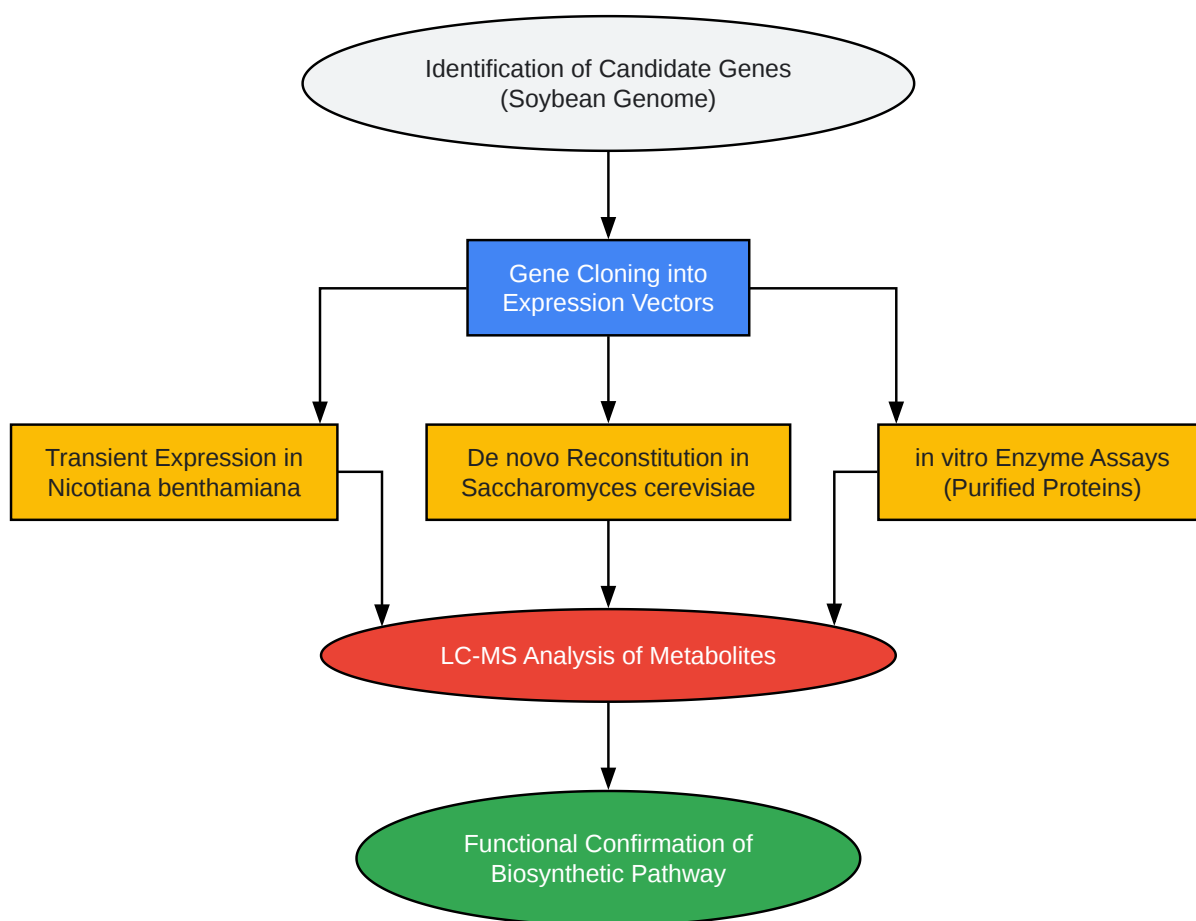 Identification of Candidate Genes
(Soybean Genome)
Gene Cloning into
Expression Vectors
Transient Expression in
Nicotiana benthamiana
De novo Reconstitution in
Saccharomyces cerevisiae
in vitro Enzyme Assays
(Purified Proteins)
LC-MS Analysis of Metabolites
Functional Confirmation of
Biosynthetic Pathway